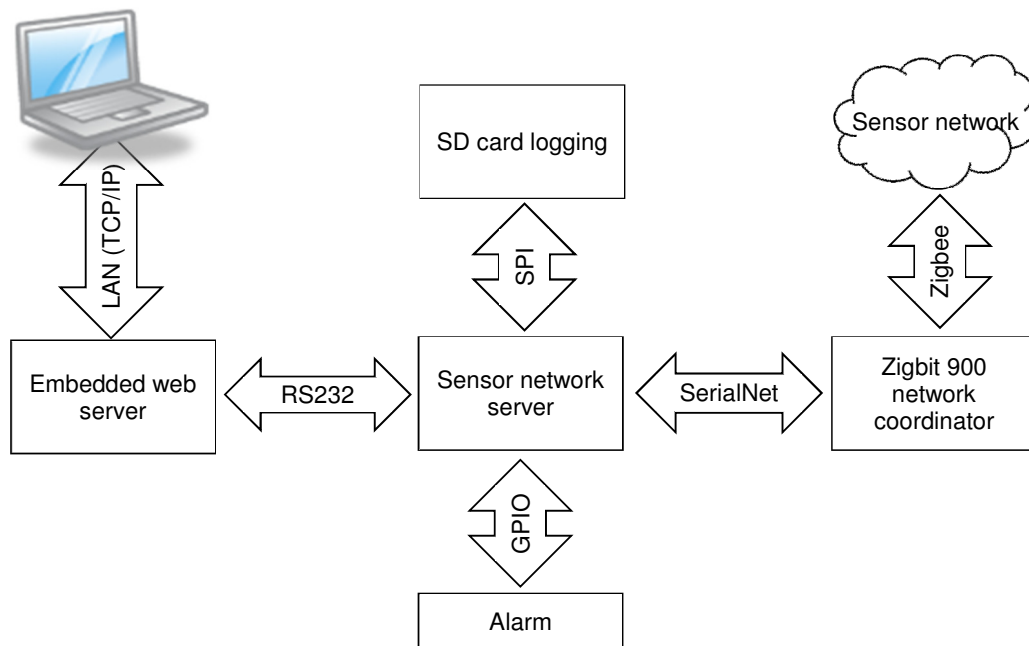 SD card logging
Sensor network
LAN (TCP/IP)
SPI
Zigbee
Embedded web
server
RS232
Sensor network
server
SerialNet
Zigbit 900
network
coordinator
GPIO
Alarm